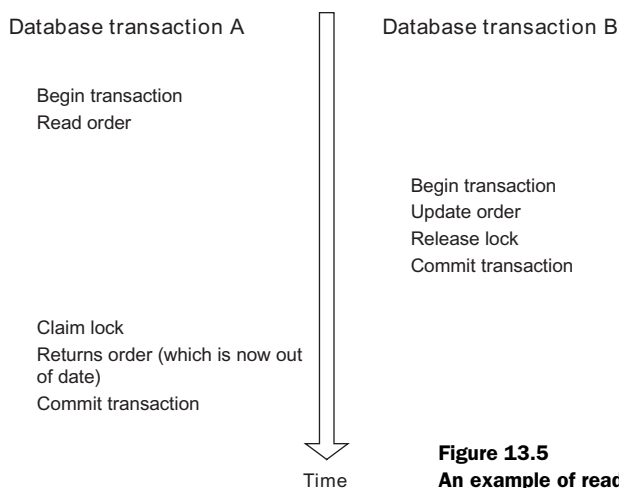 Database transaction A
Database transaction B
Begin transaction
Read order
Begin transaction
Update order
Release lock
Commit transaction
Claim lock
Returns order (which is now out
of date)
Commit transaction
Time
Figure 13.5
An example of read